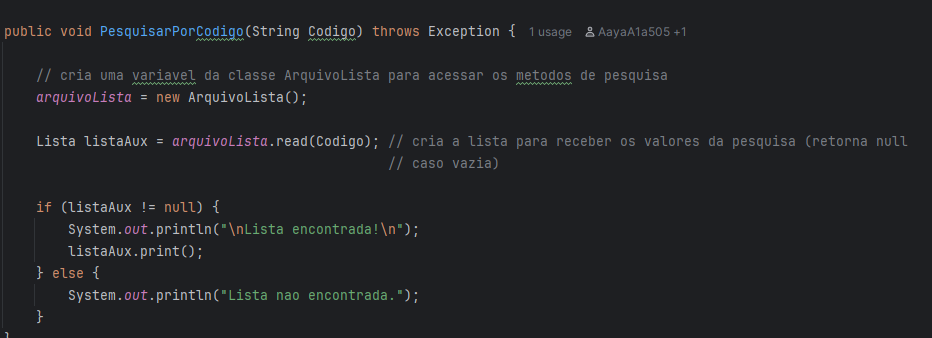 public void PesquisarPorCodigo(String Codigo) throws Exception { 1 usage AayaA1a505 +1
// cria uma variavel da classe ArquivoLista para acessar os metodos de pesquisa
arquivoLista = new ArquivoLista();
Lista listaAux = arquivoLista.read(Codigo); // cria a lista para receber os valores da pesquisa (retorna null
// caso vazia)
if (listaAux != null) {
System.out.println("\nLista encontrada!\n");
listaAux.print();
} else {
System.out.println("Lista nao encontrada.");
}
}